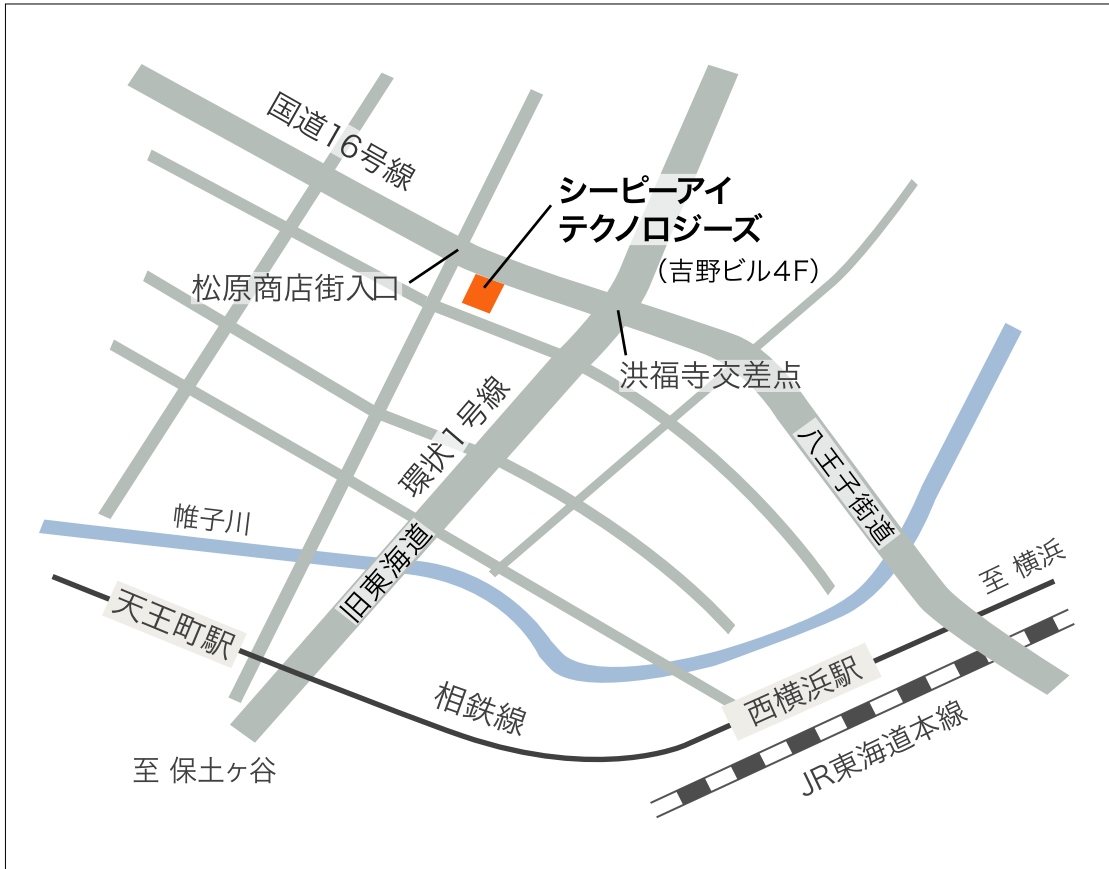 国道16号線
シーピーアイ
テクノロジーズ
（吉野ビル4F）
松原商店街入口
洪福寺交差点
環状1号線
八王子街道
帷子川
旧東海道
至 横浜
天王町駅
西横浜駅
相鉄線
JR東海道本線
至 保土ヶ谷